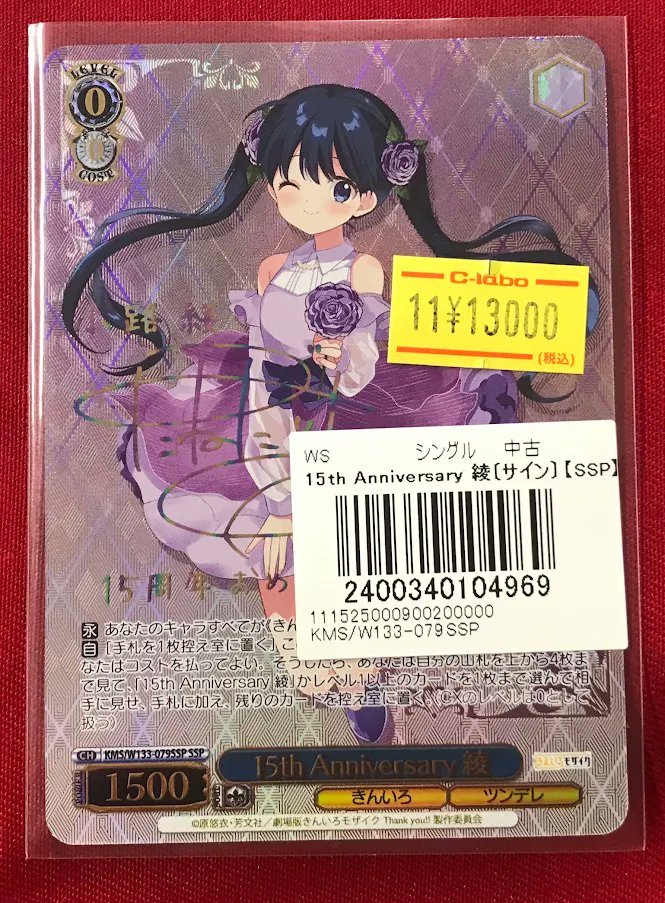 LEVEL
0
COST
C-labo
11¥13000
(税込)
WS シングル 中古
15th Anniversary 綾〔サイン〕【SSP】
2400340104969
111525000900200000
KMS/W133-079SSP
15周年 おめ
永 あなたのキャラすべてが《きん
自 [手札を1枚控え室に置く] こ
なたはコストを払ってよい。そうしたら、あなたは自分の山札を上から4枚ま
で見て、「15th Anniversary 綾」かレベル1以上のカードを1枚まで選んで相
手に見せ、手札に加え、残りのカードを控え室に置く。(CXのレベルは0として
扱う)
CH KMS/W133-079SSP SSP
15th Anniversary 綾
きんいろモザイク
1500
きんいろ ツンデレ
©原悠衣・芳文社／劇場版きんいろモザイク Thank you!! 製作委員会